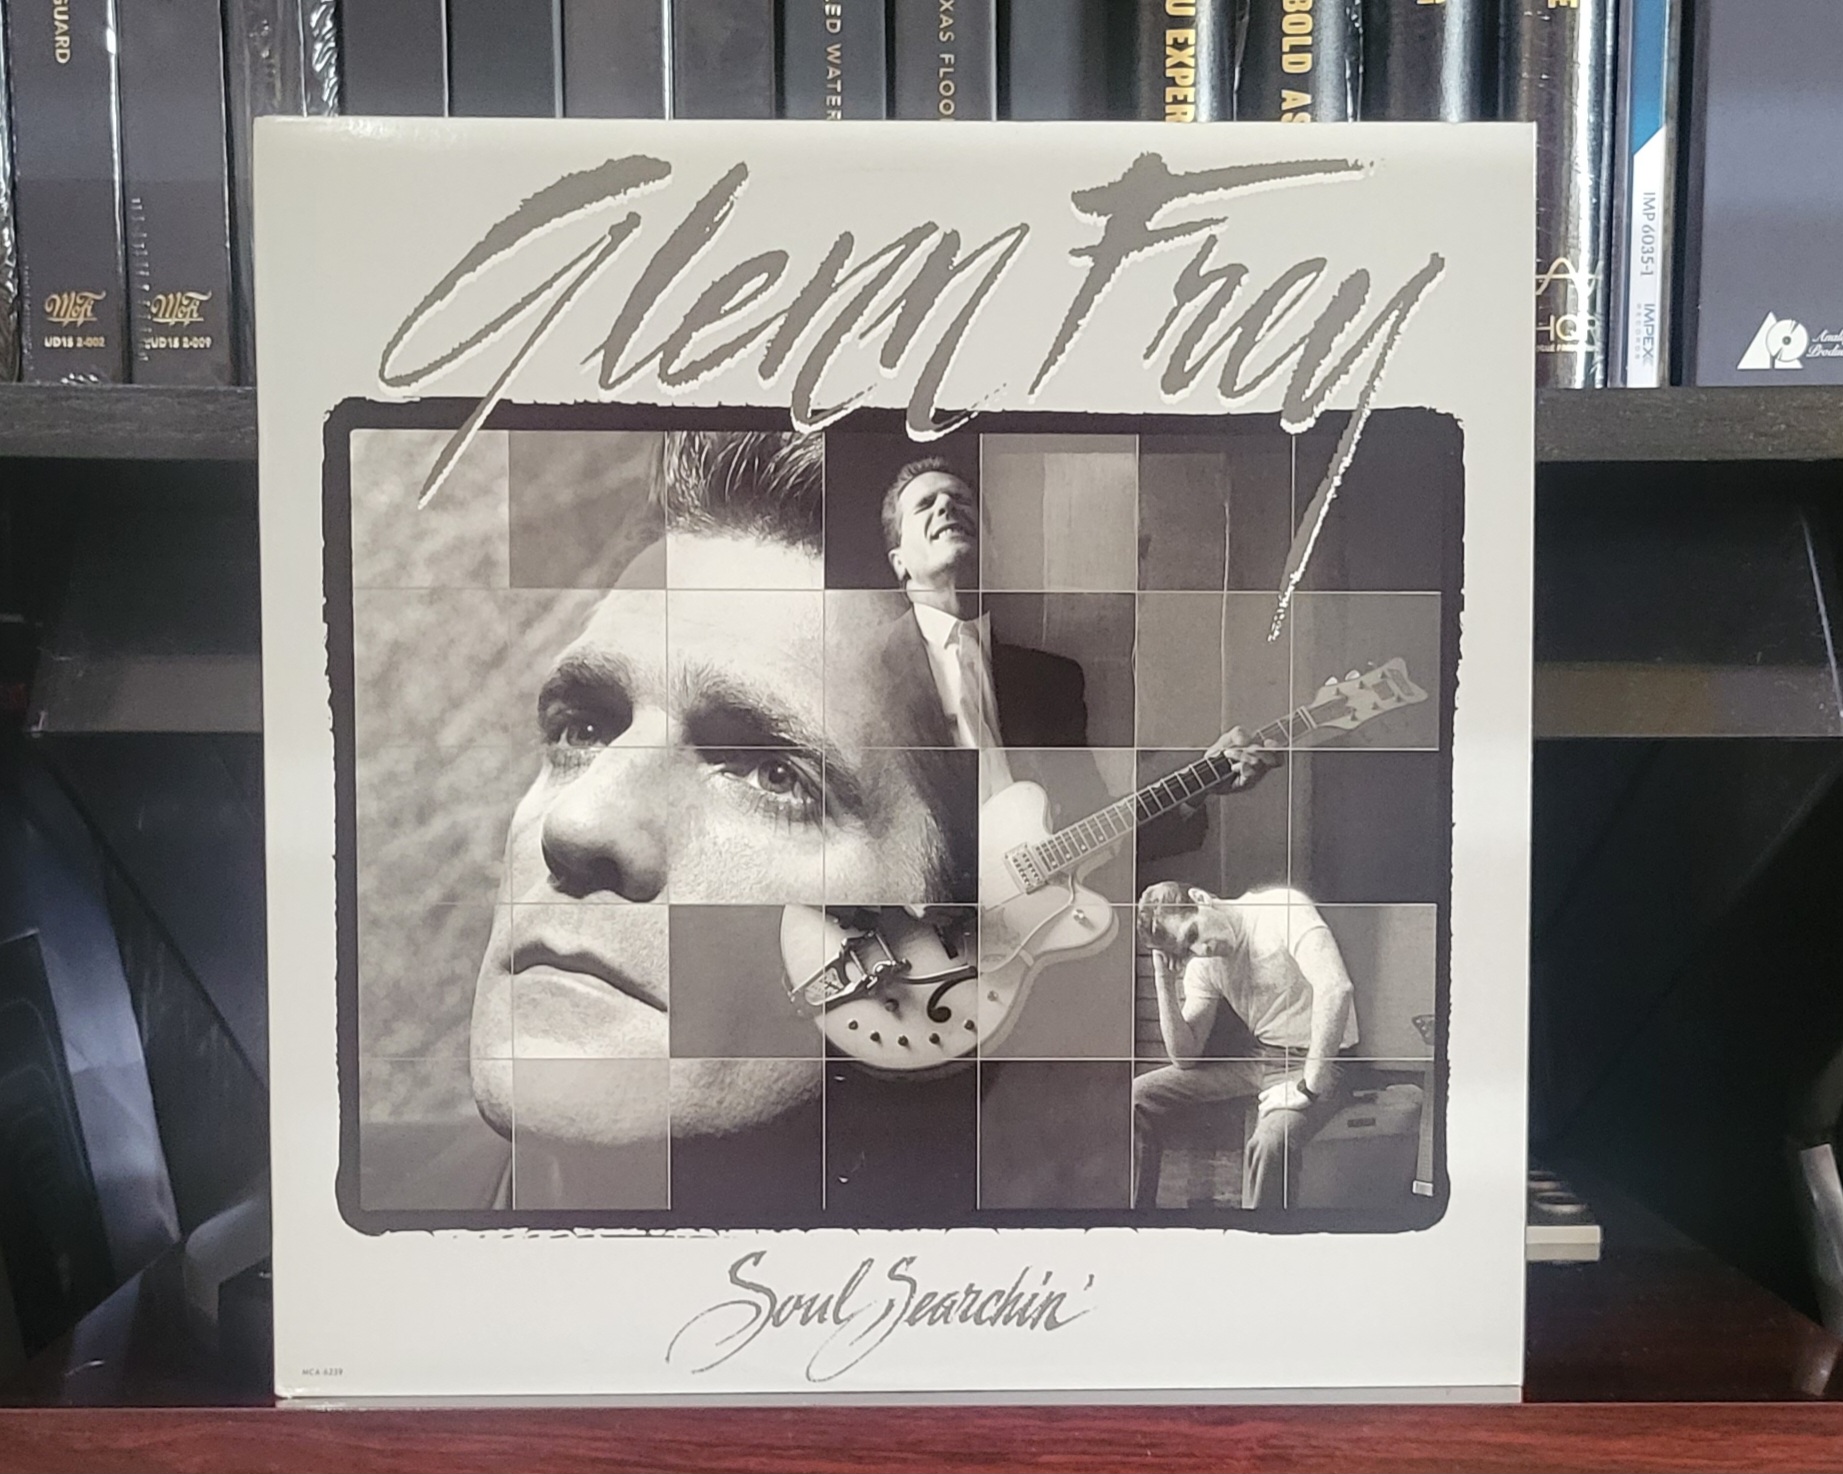 GUARD
MoFi
UD1S 2-002
MoFi
UD1S 2-009
ED WATER
XAS FLOO
U EXPER
BOLD AS
HQR
IMP 6035-1
IMPEX
Glenn Frey
Soul Searchin'
MCA 6239